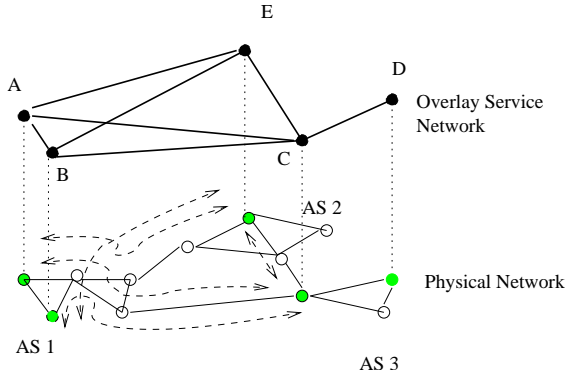 E
D
A
Overlay Service
Network
C
B
AS 2
Physical Network
AS 1
AS 3